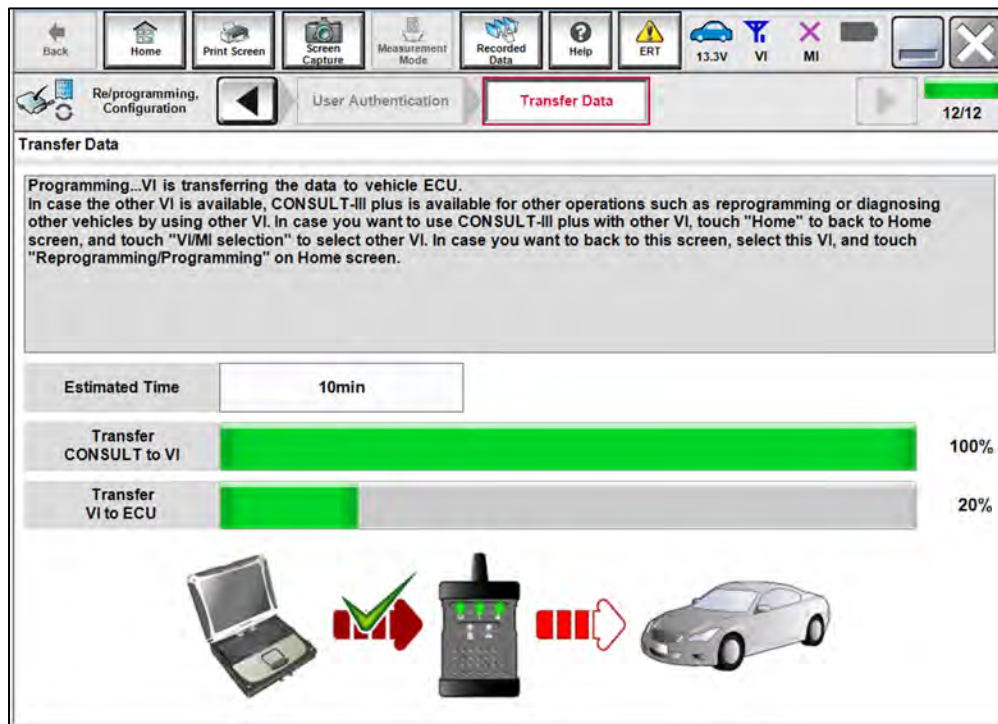 Back
Home
Print Screen
Screen
Capture
Measurement
Mode
Recorded
Data
Help
ERT
13.3V
VI
MI
Re/programming,
Configuration
User Authentication
Transfer Data
12/12
Transfer Data
Programming...VI is transferring the data to vehicle ECU.
In case the other VI is available, CONSULT-III plus is available for other operations such as reprogramming or diagnosing
other vehicles by using other VI. In case you want to use CONSULT-III plus with other VI, touch "Home" to back to Home
screen, and touch "VI/MI selection" to select other VI. In case you want to back to this screen, select this VI, and touch
"Reprogramming/Programming" on Home screen.
Estimated Time
10min
Transfer
CONSULT to VI
100%
Transfer
VI to ECU
20%